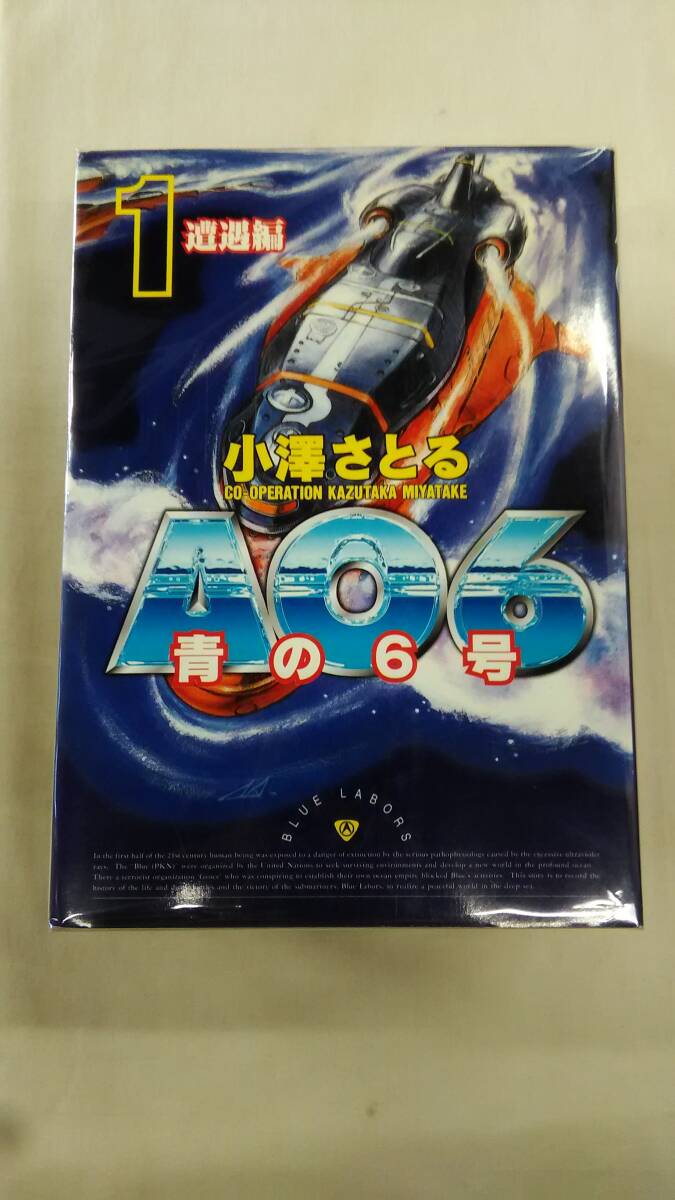 1
遭遇編
小澤さとる
CO-OPERATION KAZUTAKA MIYATAKE
AO6
青の6号
BLUE LABORS
In the first half of the 21st century human being was exposed to a danger of extinction by the serious pathophysiology caused by the excessive ultraviolet
rays. The "Blue (PKN)" were organized by the United Nations to seek surviving environments and develop a new world in the profound ocean.
There a terrorist organization who was conspiring to establish their own ocean empire blocked Blue's activities. This story is to record the
history of the life and and the victory of the submariners, Blue Labors, to realize a peaceful world in the deep sea.